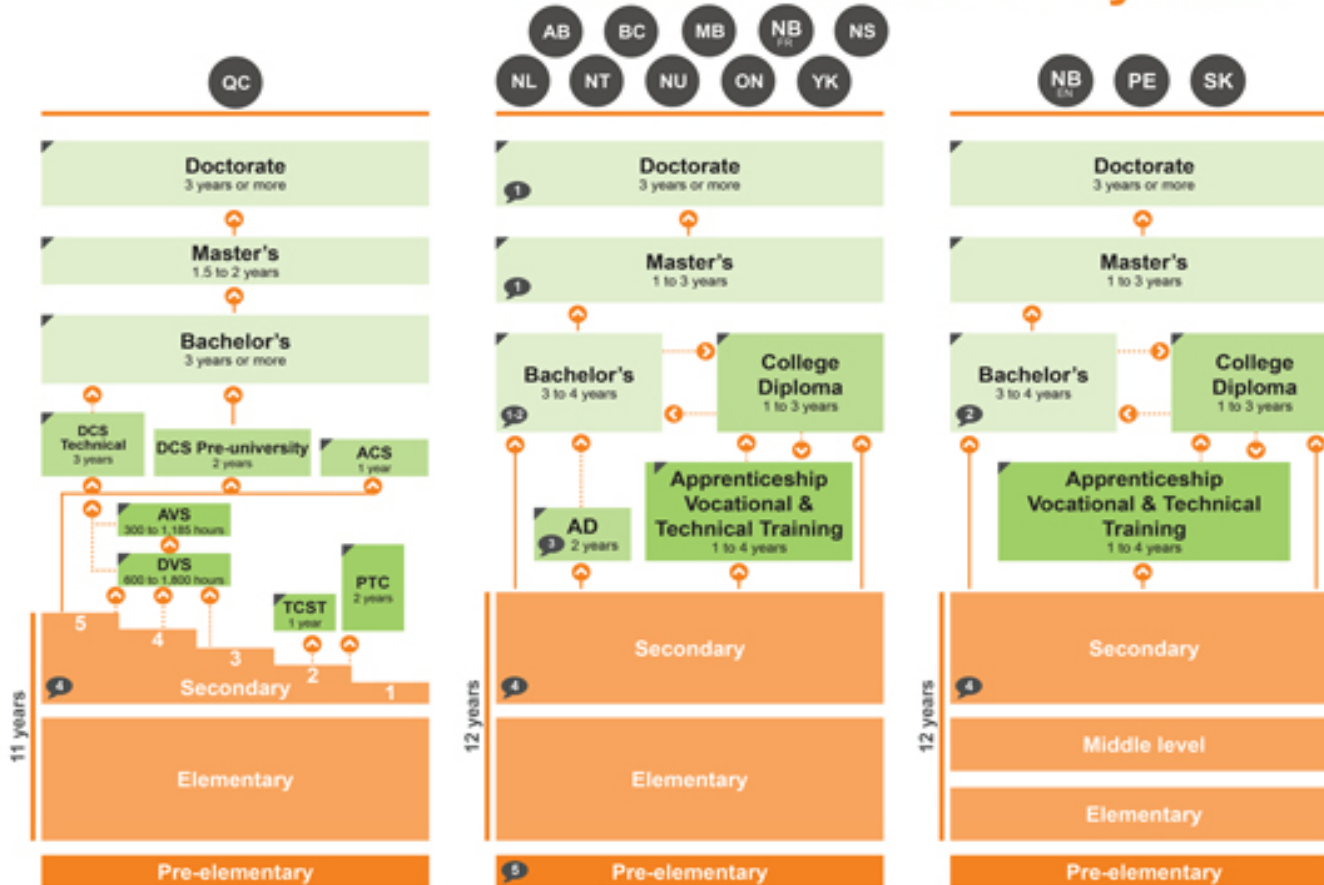 QC
Doctorate
3 years or more
Master's
1.5 to 2 years
Bachelor's
3 years or more
DCS
Technical
3 years
DCS Pre-university
2 years
ACS
1 year
AVS
300 to 1,185 hours
DVS
600 to 1,800 hours
TCST
1 year
PTC
2 years
5
4
3
2
1
4
Secondary
11 years
Elementary
Pre-elementary
AB
BC
MB
NB
FR
NS
NL
NT
NU
ON
YK
Doctorate
3 years or more
1
Master's
1 to 3 years
1
Bachelor's
3 to 4 years
1-2
College
Diploma
1 to 3 years
AD
3
2 years
Apprenticeship
Vocational &
Technical Training
1 to 4 years
Secondary
4
12 years
Elementary
5
Pre-elementary
NB
EN
PE
SK
Doctorate
3 years or more
Master's
1 to 3 years
Bachelor's
3 to 4 years
2
College
Diploma
1 to 3 years
Apprenticeship
Vocational & Technical
Training
1 to 4 years
Secondary
4
12 years
Middle level
Elementary
Pre-elementary